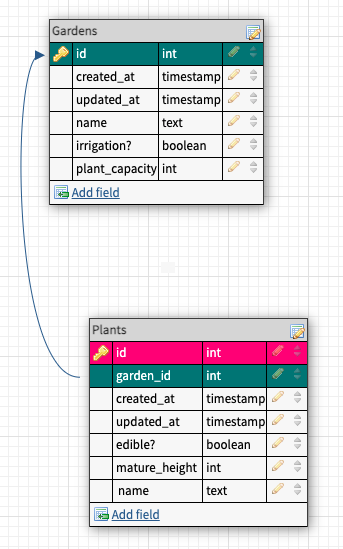 Gardens
id int
created_at timestamp
updated_at timestamp
name text
irrigation? boolean
plant_capacity int
Add field
Plants
id int
garden_id int
created_at timestamp
updated_at timestamp
edible? boolean
mature_height int
name text
Add field